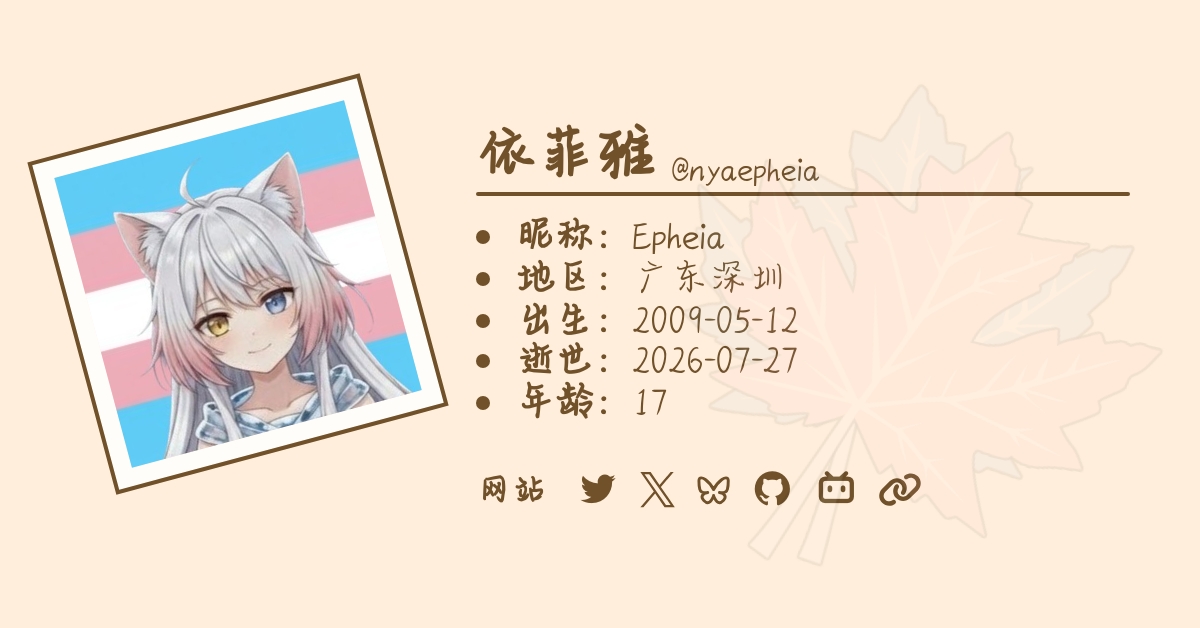 依菲雅 @nyaepheia
昵称：Epheia
地区：广东深圳
出生：2009-05-12
逝世：2026-07-27
年龄：17
网站